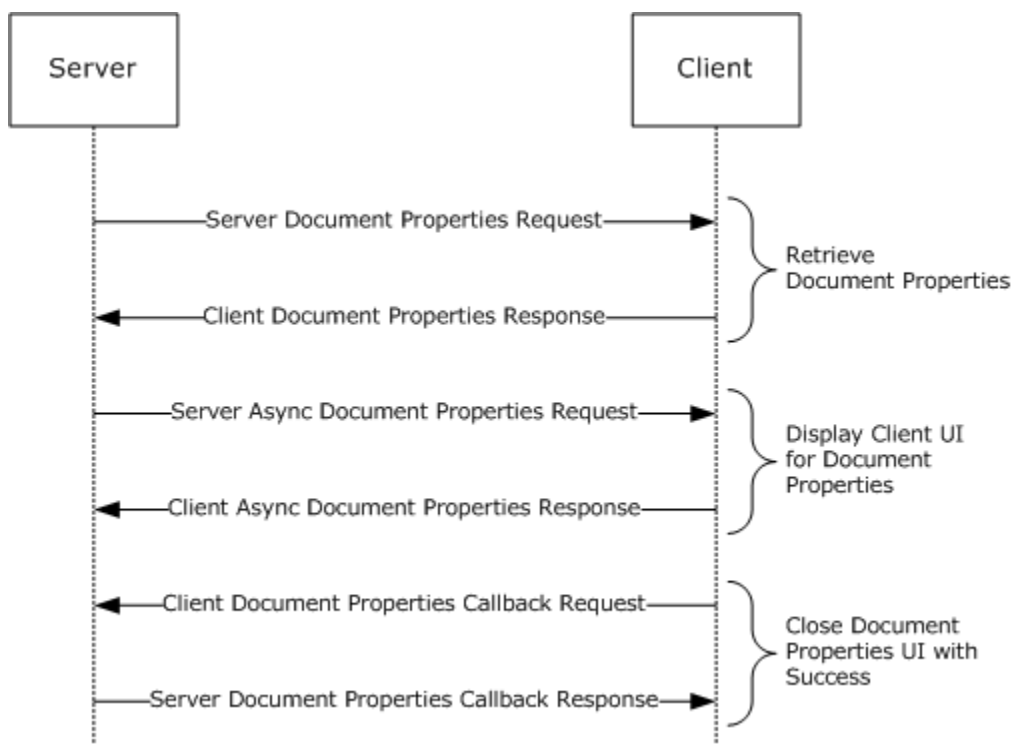 Server
Client
Server Document Properties Request
Retrieve
Document Properties
Client Document Properties Response
Server Async Document Properties Request
Display Client UI
for Document
Properties
Client Async Document Properties Response
Client Document Properties Callback Request
Close Document
Properties UI with
Success
Server Document Properties Callback Response